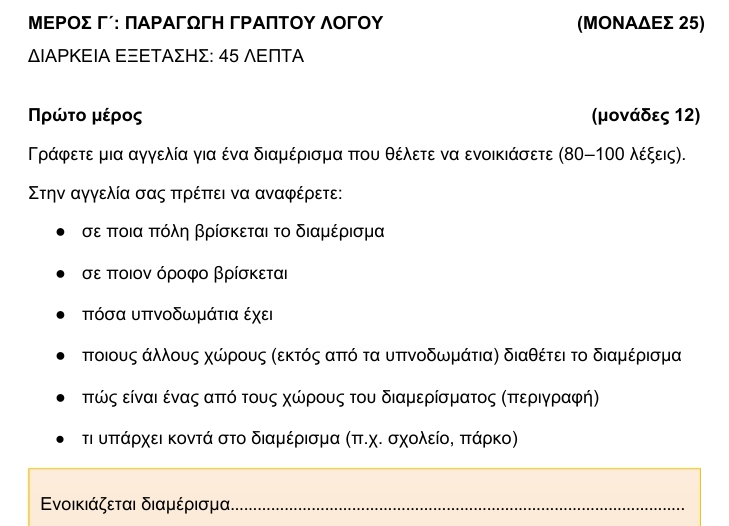 ΜΕΡΟΣ Γ΄: ΠΑΡΑΓΩΓΗ ΓΡΑΠΤΟΥ ΛΟΓΟΥ (ΜΟΝΑΔΕΣ 25)
ΔΙΑΡΚΕΙΑ ΕΞΕΤΑΣΗΣ: 45 ΛΕΠΤΑ
Πρώτο μέρος (μονάδες 12)
Γράφετε μια αγγελία για ένα διαμέρισμα που θέλετε να ενοικιάσετε (80–100 λέξεις).
Στην αγγελία σας πρέπει να αναφέρετε:
● σε ποια πόλη βρίσκεται το διαμέρισμα
● σε ποιον όροφο βρίσκεται
● πόσα υπνοδωμάτια έχει
● ποιους άλλους χώρους (εκτός από τα υπνοδωμάτια) διαθέτει το διαμέρισμα
● πώς είναι ένας από τους χώρους του διαμερίσματος (περιγραφή)
● τι υπάρχει κοντά στο διαμέρισμα (π.χ. σχολείο, πάρκο)
Ενοικιάζεται διαμέρισμα..........................................................................................